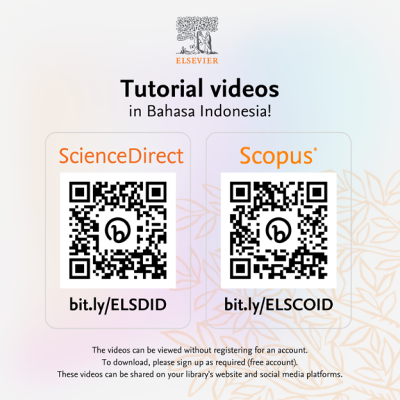 ELSEVIER
Tutorial videos
in Bahasa Indonesia!
ScienceDirect
Scopus®
bit.ly/ELSDID
bit.ly/ELSCOID
The videos can be viewed without registering for an account.
To download, please sign up as required (free account).
These videos can be shared on your library's website and social media platforms.